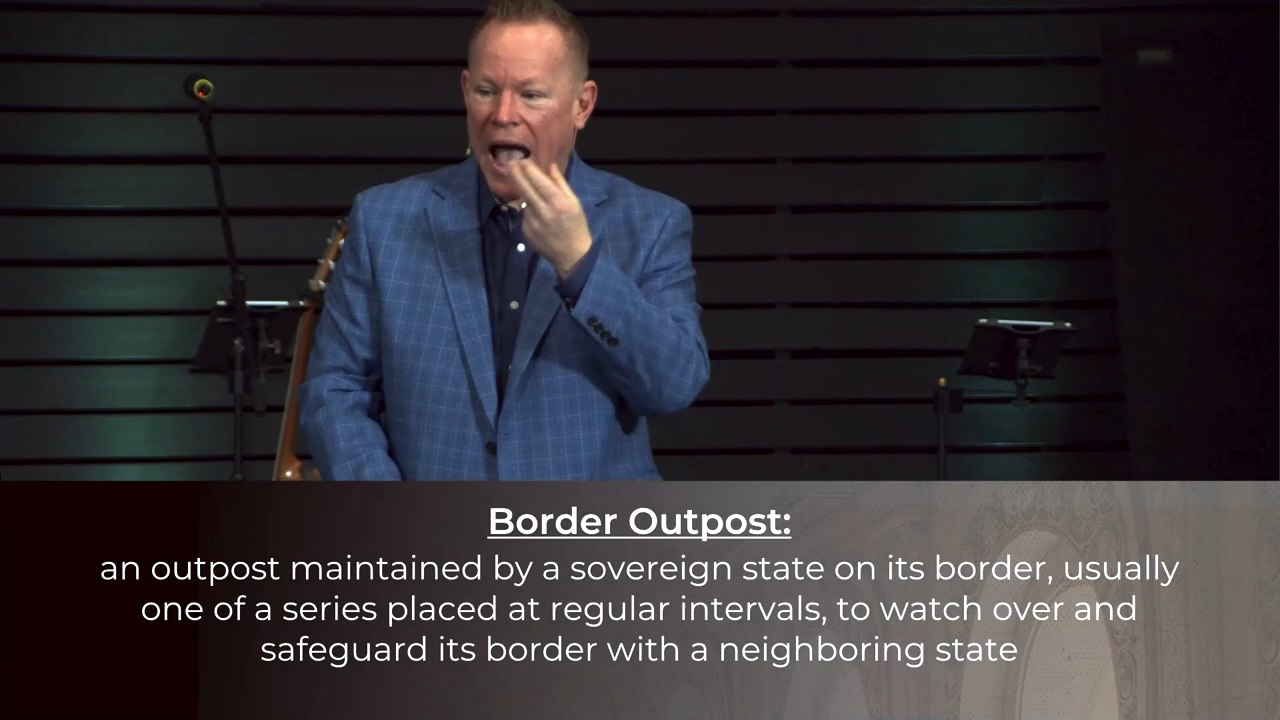 Border Outpost:
an outpost maintained by a sovereign state on its border, usually
one of a series placed at regular intervals, to watch over and
safeguard its border with a neighboring state